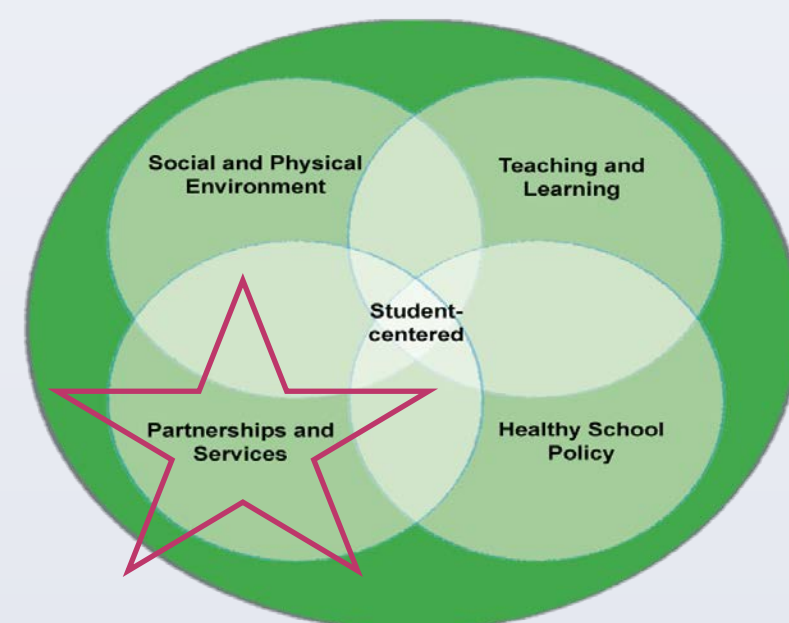 Social and Physical
Environment
Teaching and
Learning
Student-
centered
Partnerships and
Services
Healthy School
Policy